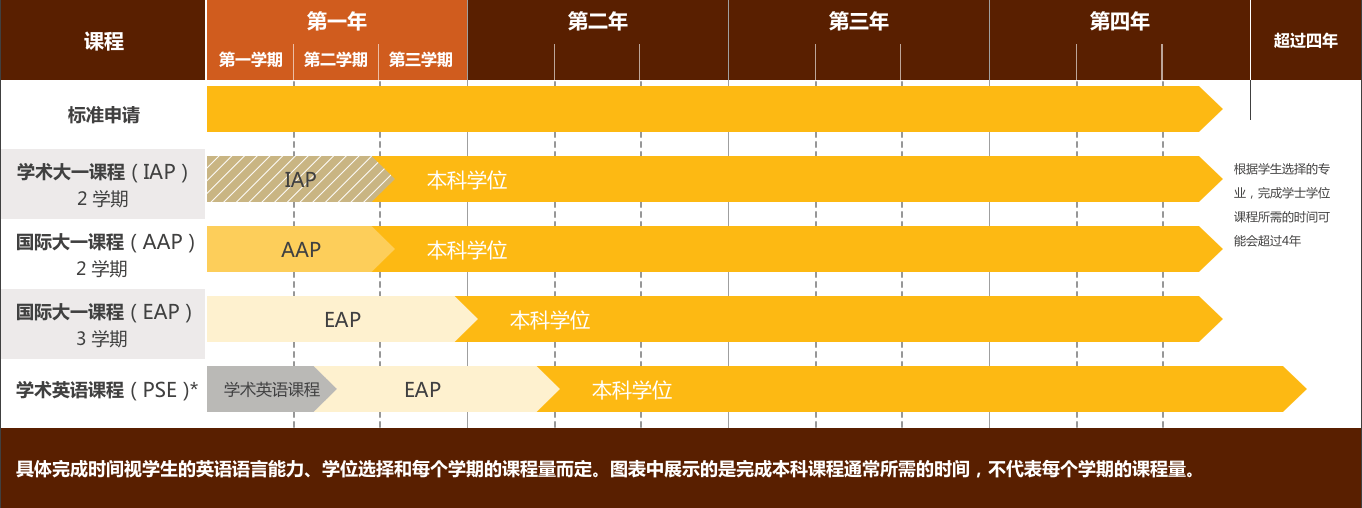 课程
第一年
第二年
第三年
第四年
超过四年
第一学期
第二学期
第三学期
标准申请
学术大一课程（IAP）
2 学期
IAP
本科学位
国际大一课程（AAP）
2 学期
AAP
本科学位
国际大一课程（EAP）
3 学期
EAP
本科学位
学术英语课程（PSE）*
学术英语课程
EAP
本科学位
根据学生选择的专
业，完成学士学位
课程所需的时间可
能会超过4年
具体完成时间视学生的英语语言能力、学位选择和每个学期的课程量而定。图表中展示的是完成本科课程通常所需的时间，不代表每个学期的课程量。